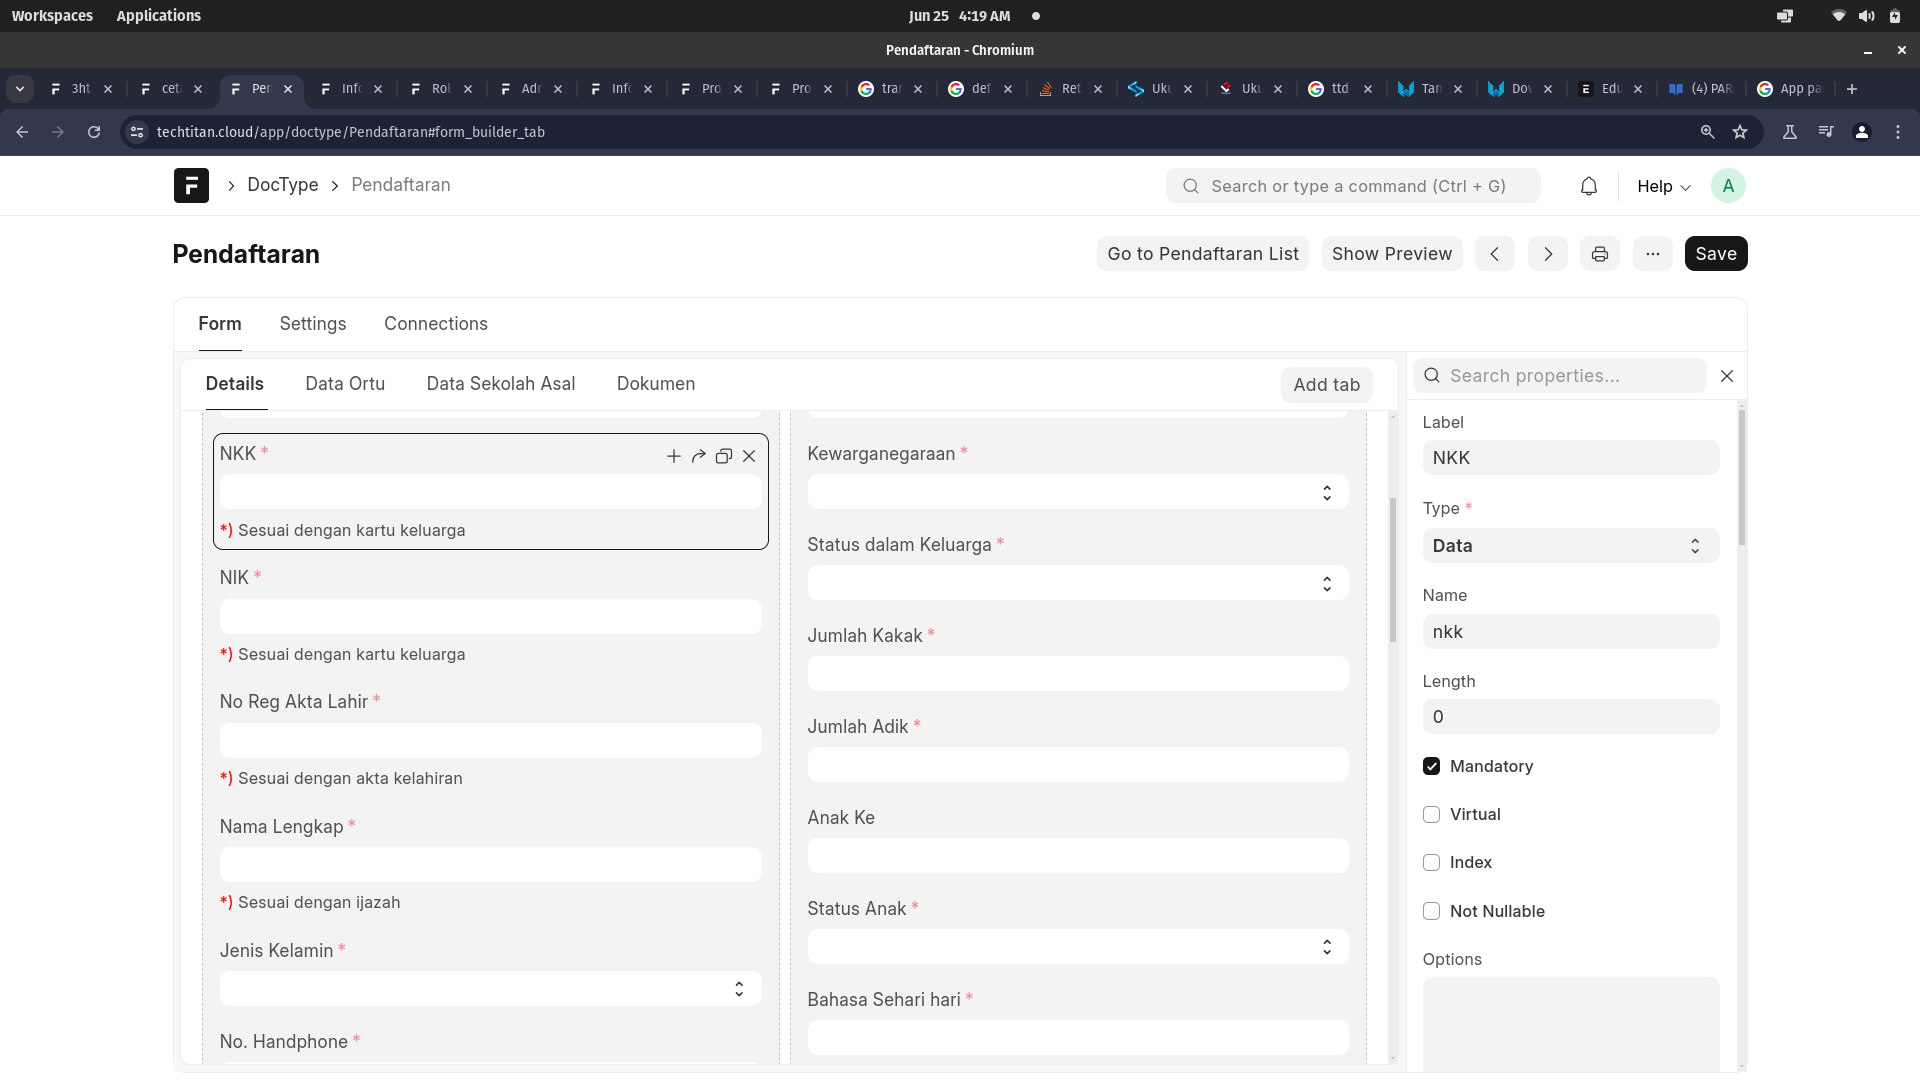 Workspaces Applications Jun 25 4:19 AM
Pendaftaran - Chromium
3ht cet Per Inf Rol Adr Inf Pro Pro tra def Ret Uku Uku ttd Tan Dov Edu (4) PAR App pa
techtitan.cloud/app/doctype/Pendaftaran#form_builder_tab
DocType Pendaftaran Search or type a command (Ctrl + G) Help A
Pendaftaran Go to Pendaftaran List Show Preview Save
Form Settings Connections
Details Data Ortu Data Sekolah Asal Dokumen Add tab
NKK *
*) Sesuai dengan kartu keluarga
NIK *
*) Sesuai dengan kartu keluarga
No Reg Akta Lahir *
*) Sesuai dengan akta kelahiran
Nama Lengkap *
*) Sesuai dengan ijazah
Jenis Kelamin *
No. Handphone *
Kewarganegaraan *
Status dalam Keluarga *
Jumlah Kakak *
Jumlah Adik *
Anak Ke
Status Anak *
Bahasa Sehari hari *
Search properties...
Label
NKK
Type *
Data
Name
nkk
Length
0
Mandatory
Virtual
Index
Not Nullable
Options